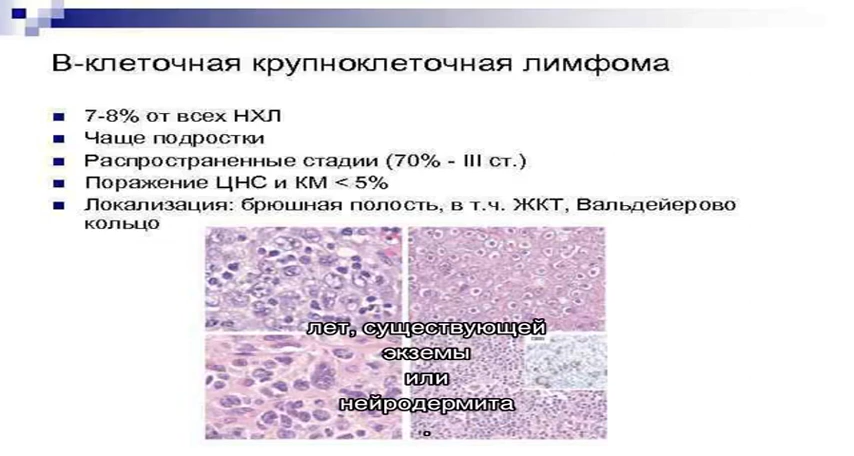 В-клеточная крупноклеточная лимфома
7-8% от всех НХЛ
Чаще подростки
Распространенные стадии (70% - III ст.)
Поражение ЦНС и КМ < 5%
Локализация: брюшная полость, в т.ч. ЖКТ, Вальдейерово
кольцо
лет, существующей
экземы
или
нейродермита
.